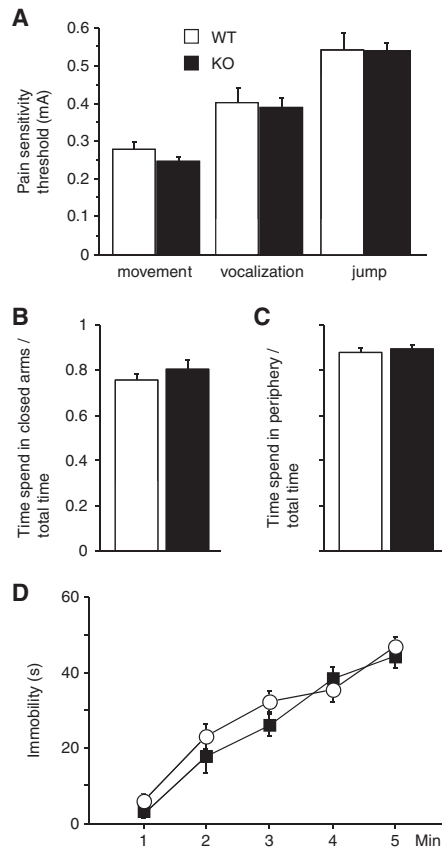 A
WT
KO
Pain sensitivity
threshold (mA)
0.6
0.5
0.4
0.3
0.2
0.1
0
movement vocalization jump
B
Time spend in closed arms /
total time
1
0.8
0.6
0.4
0.2
0
C
Time spend in periphery /
total time
D
Immobility (s)
60
40
20
0
1 2 3 4 5 Min